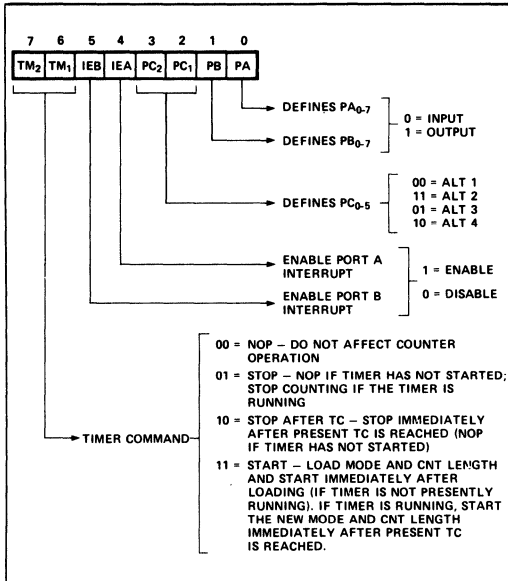 7 6 5 4 3 2 1 0
TM₂ TM₁ IEB IEA PC₂ PC₁ PB PA
DEFINES PA₀₋₇
0 = INPUT
1 = OUTPUT
DEFINES PB₀₋₇
DEFINES PC₀₋₅
00 = ALT 1
11 = ALT 2
01 = ALT 3
10 = ALT 4
ENABLE PORT A
INTERRUPT
1 = ENABLE
0 = DISABLE
ENABLE PORT B
INTERRUPT
TIMER COMMAND
00 = NOP – DO NOT AFFECT COUNTER
OPERATION
01 = STOP – NOP IF TIMER HAS NOT STARTED;
STOP COUNTING IF THE TIMER IS
RUNNING
10 = STOP AFTER TC – STOP IMMEDIATELY
AFTER PRESENT TC IS REACHED (NOP
IF TIMER HAS NOT STARTED)
11 = START – LOAD MODE AND CNT LENGTH
AND START IMMEDIATELY AFTER
LOADING (IF TIMER IS NOT PRESENTLY
RUNNING). IF TIMER IS RUNNING, START
THE NEW MODE AND CNT LENGTH
IMMEDIATELY AFTER PRESENT TC
IS REACHED.